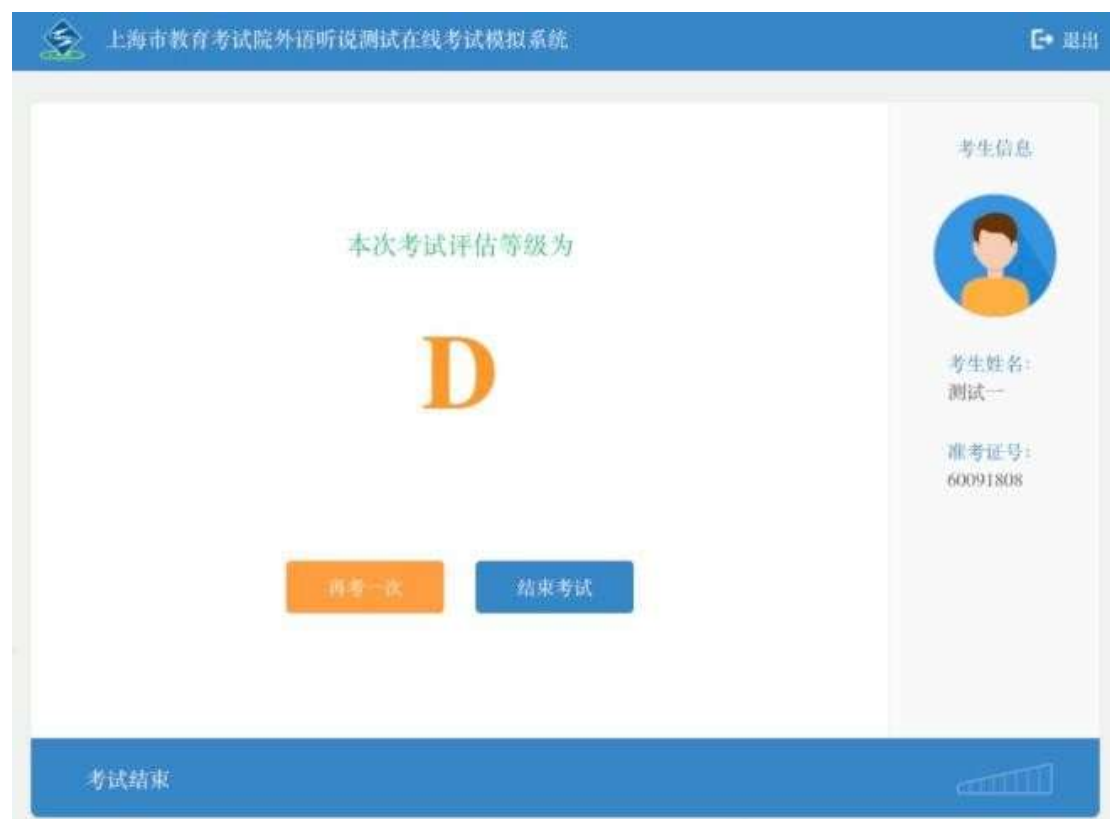 上海市教育考试院外语听说测试在线考试模拟系统
退出
考生信息
本次考试评估等级为
D
考生姓名:
测试一
准考证号:
60091808
再考一次
结束考试
考试结束